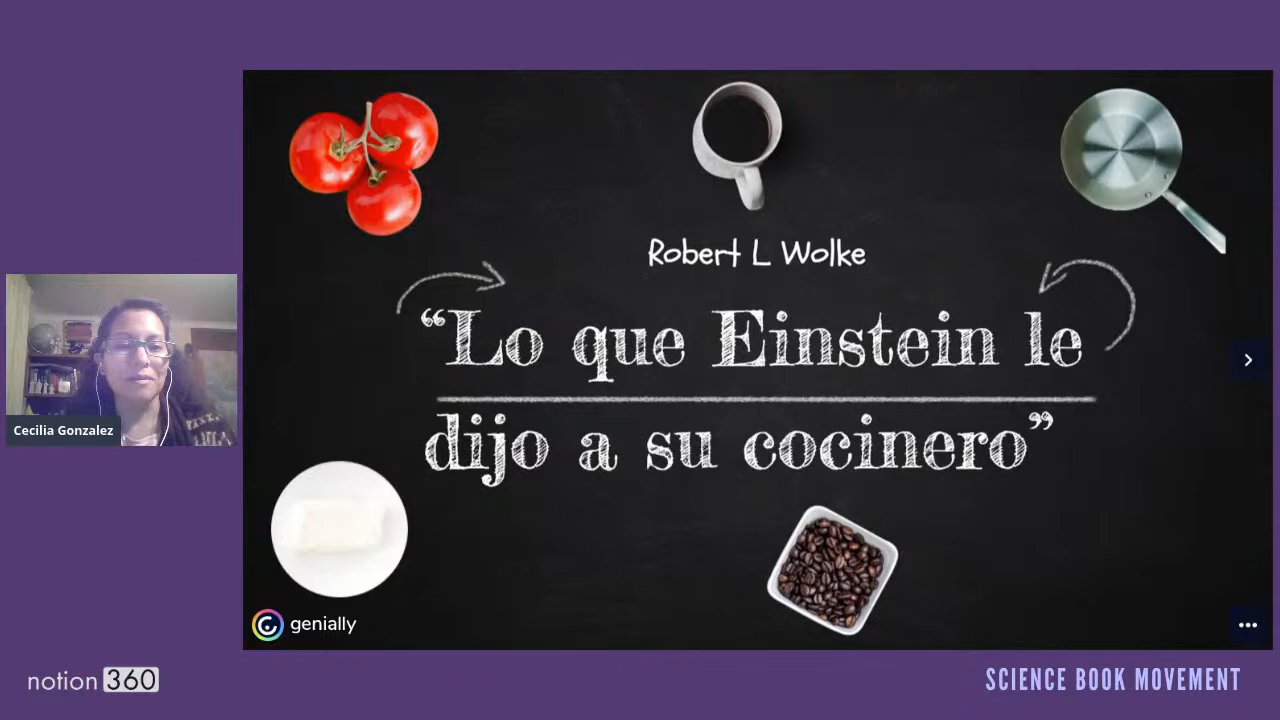 Robert L Wolke
“Lo que Einstein le
dijo a su cocinero”
Cecilia Gonzalez
genially
notion 360
SCIENCE BOOK MOVEMENT